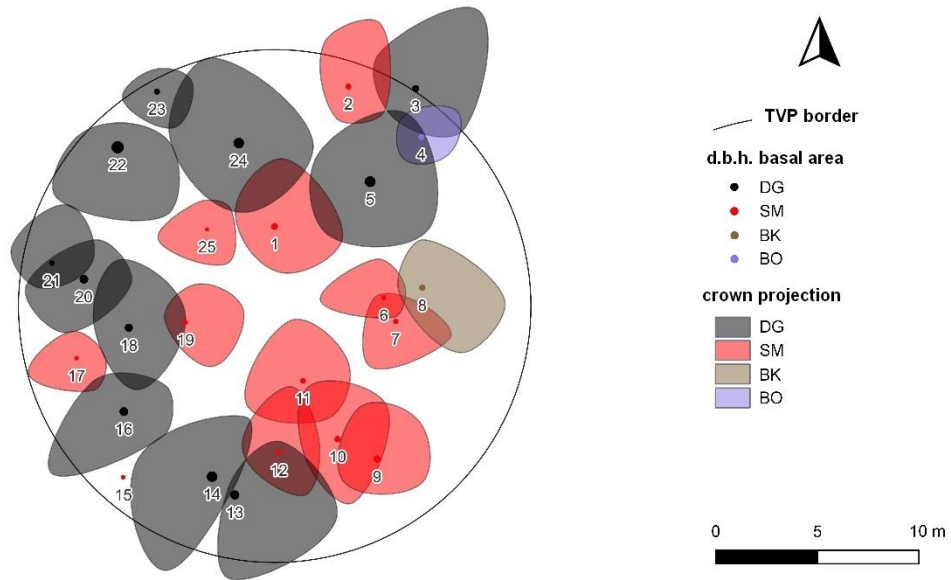 2
3
23
4
24
22
5
25
1
21
20
8
6
7
18
19
17
11
16
10
12
9
15
14
13
TVP border
d.b.h. basal area
DG
SM
BK
BO
crown projection
DG
SM
BK
BO
0 5 10 m